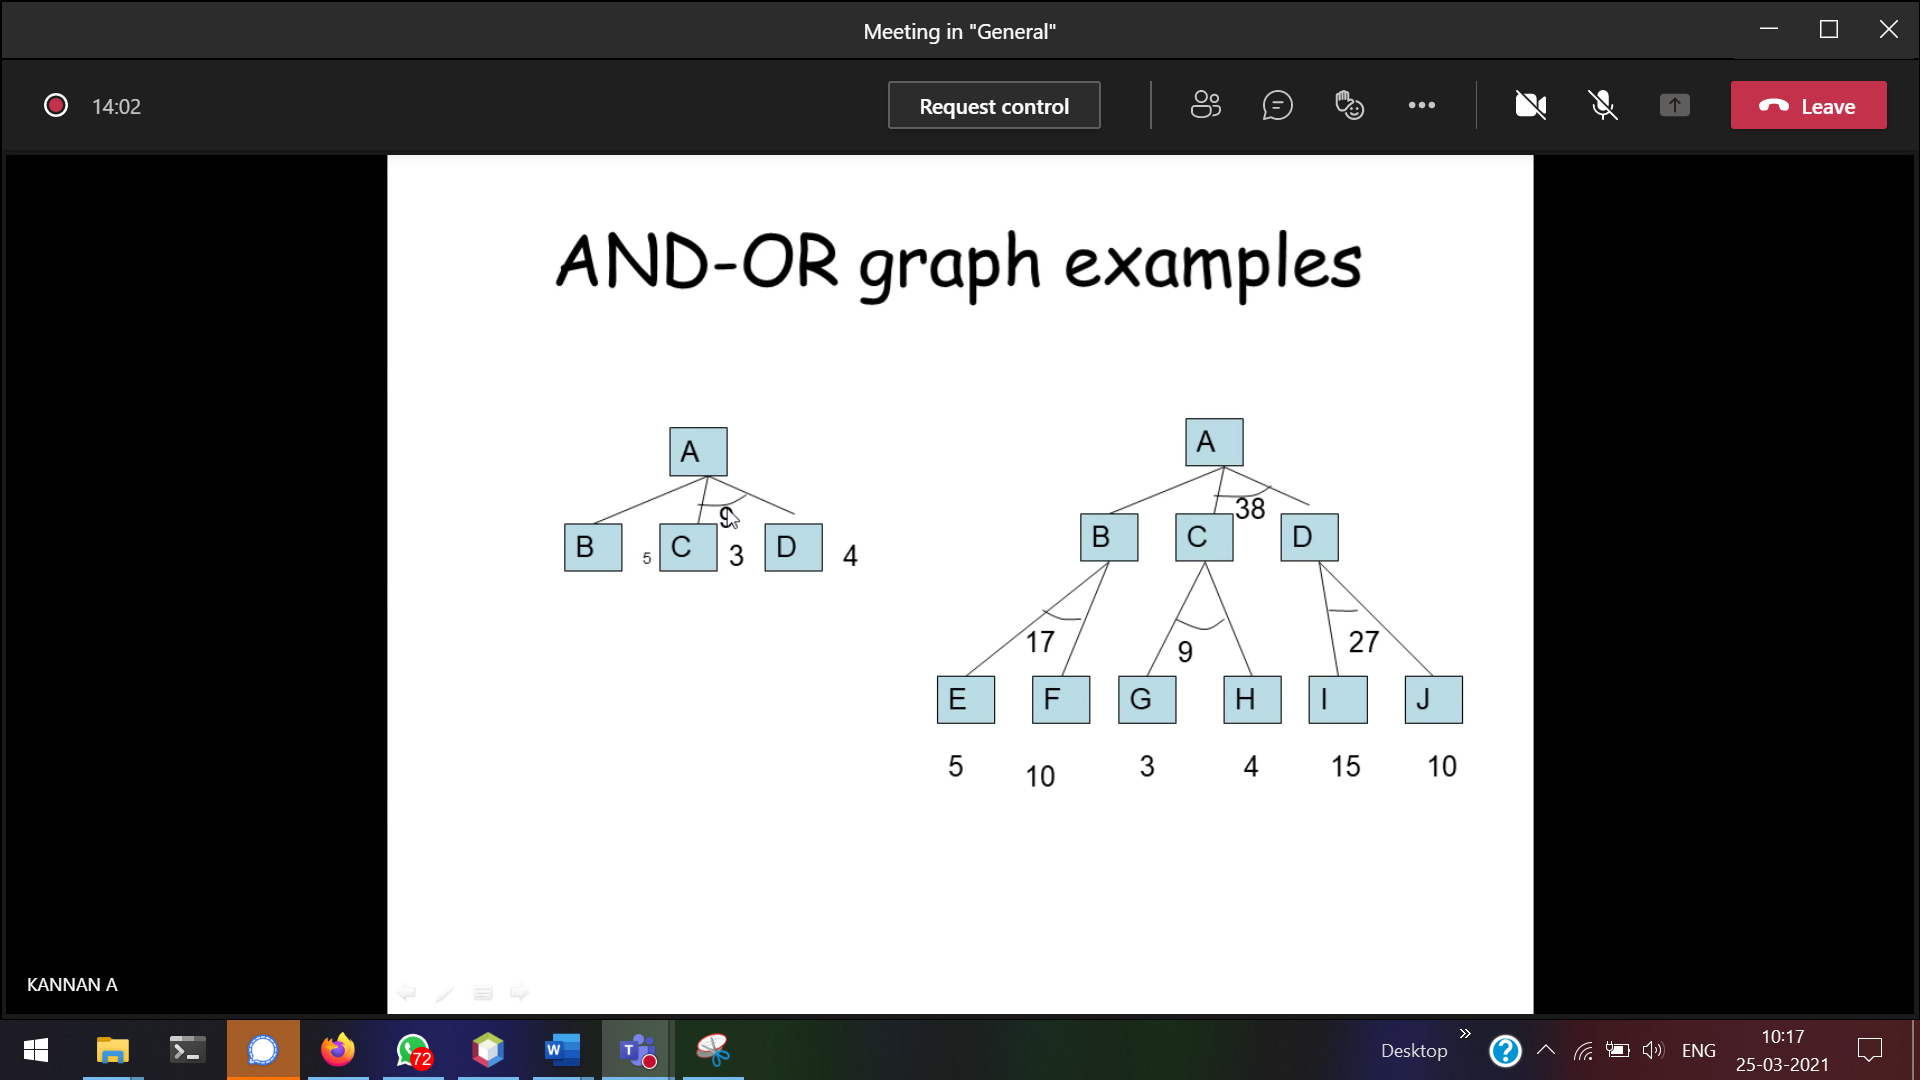 Meeting in "General"
14:02
Request control
Leave
AND-OR graph examples
A
9
B 5 C 3 D 4
A
38
B C D
17 9 27
E F G H I J
5 10 3 4 15 10
KANNAN A
72
Desktop
ENG
10:17
25-03-2021